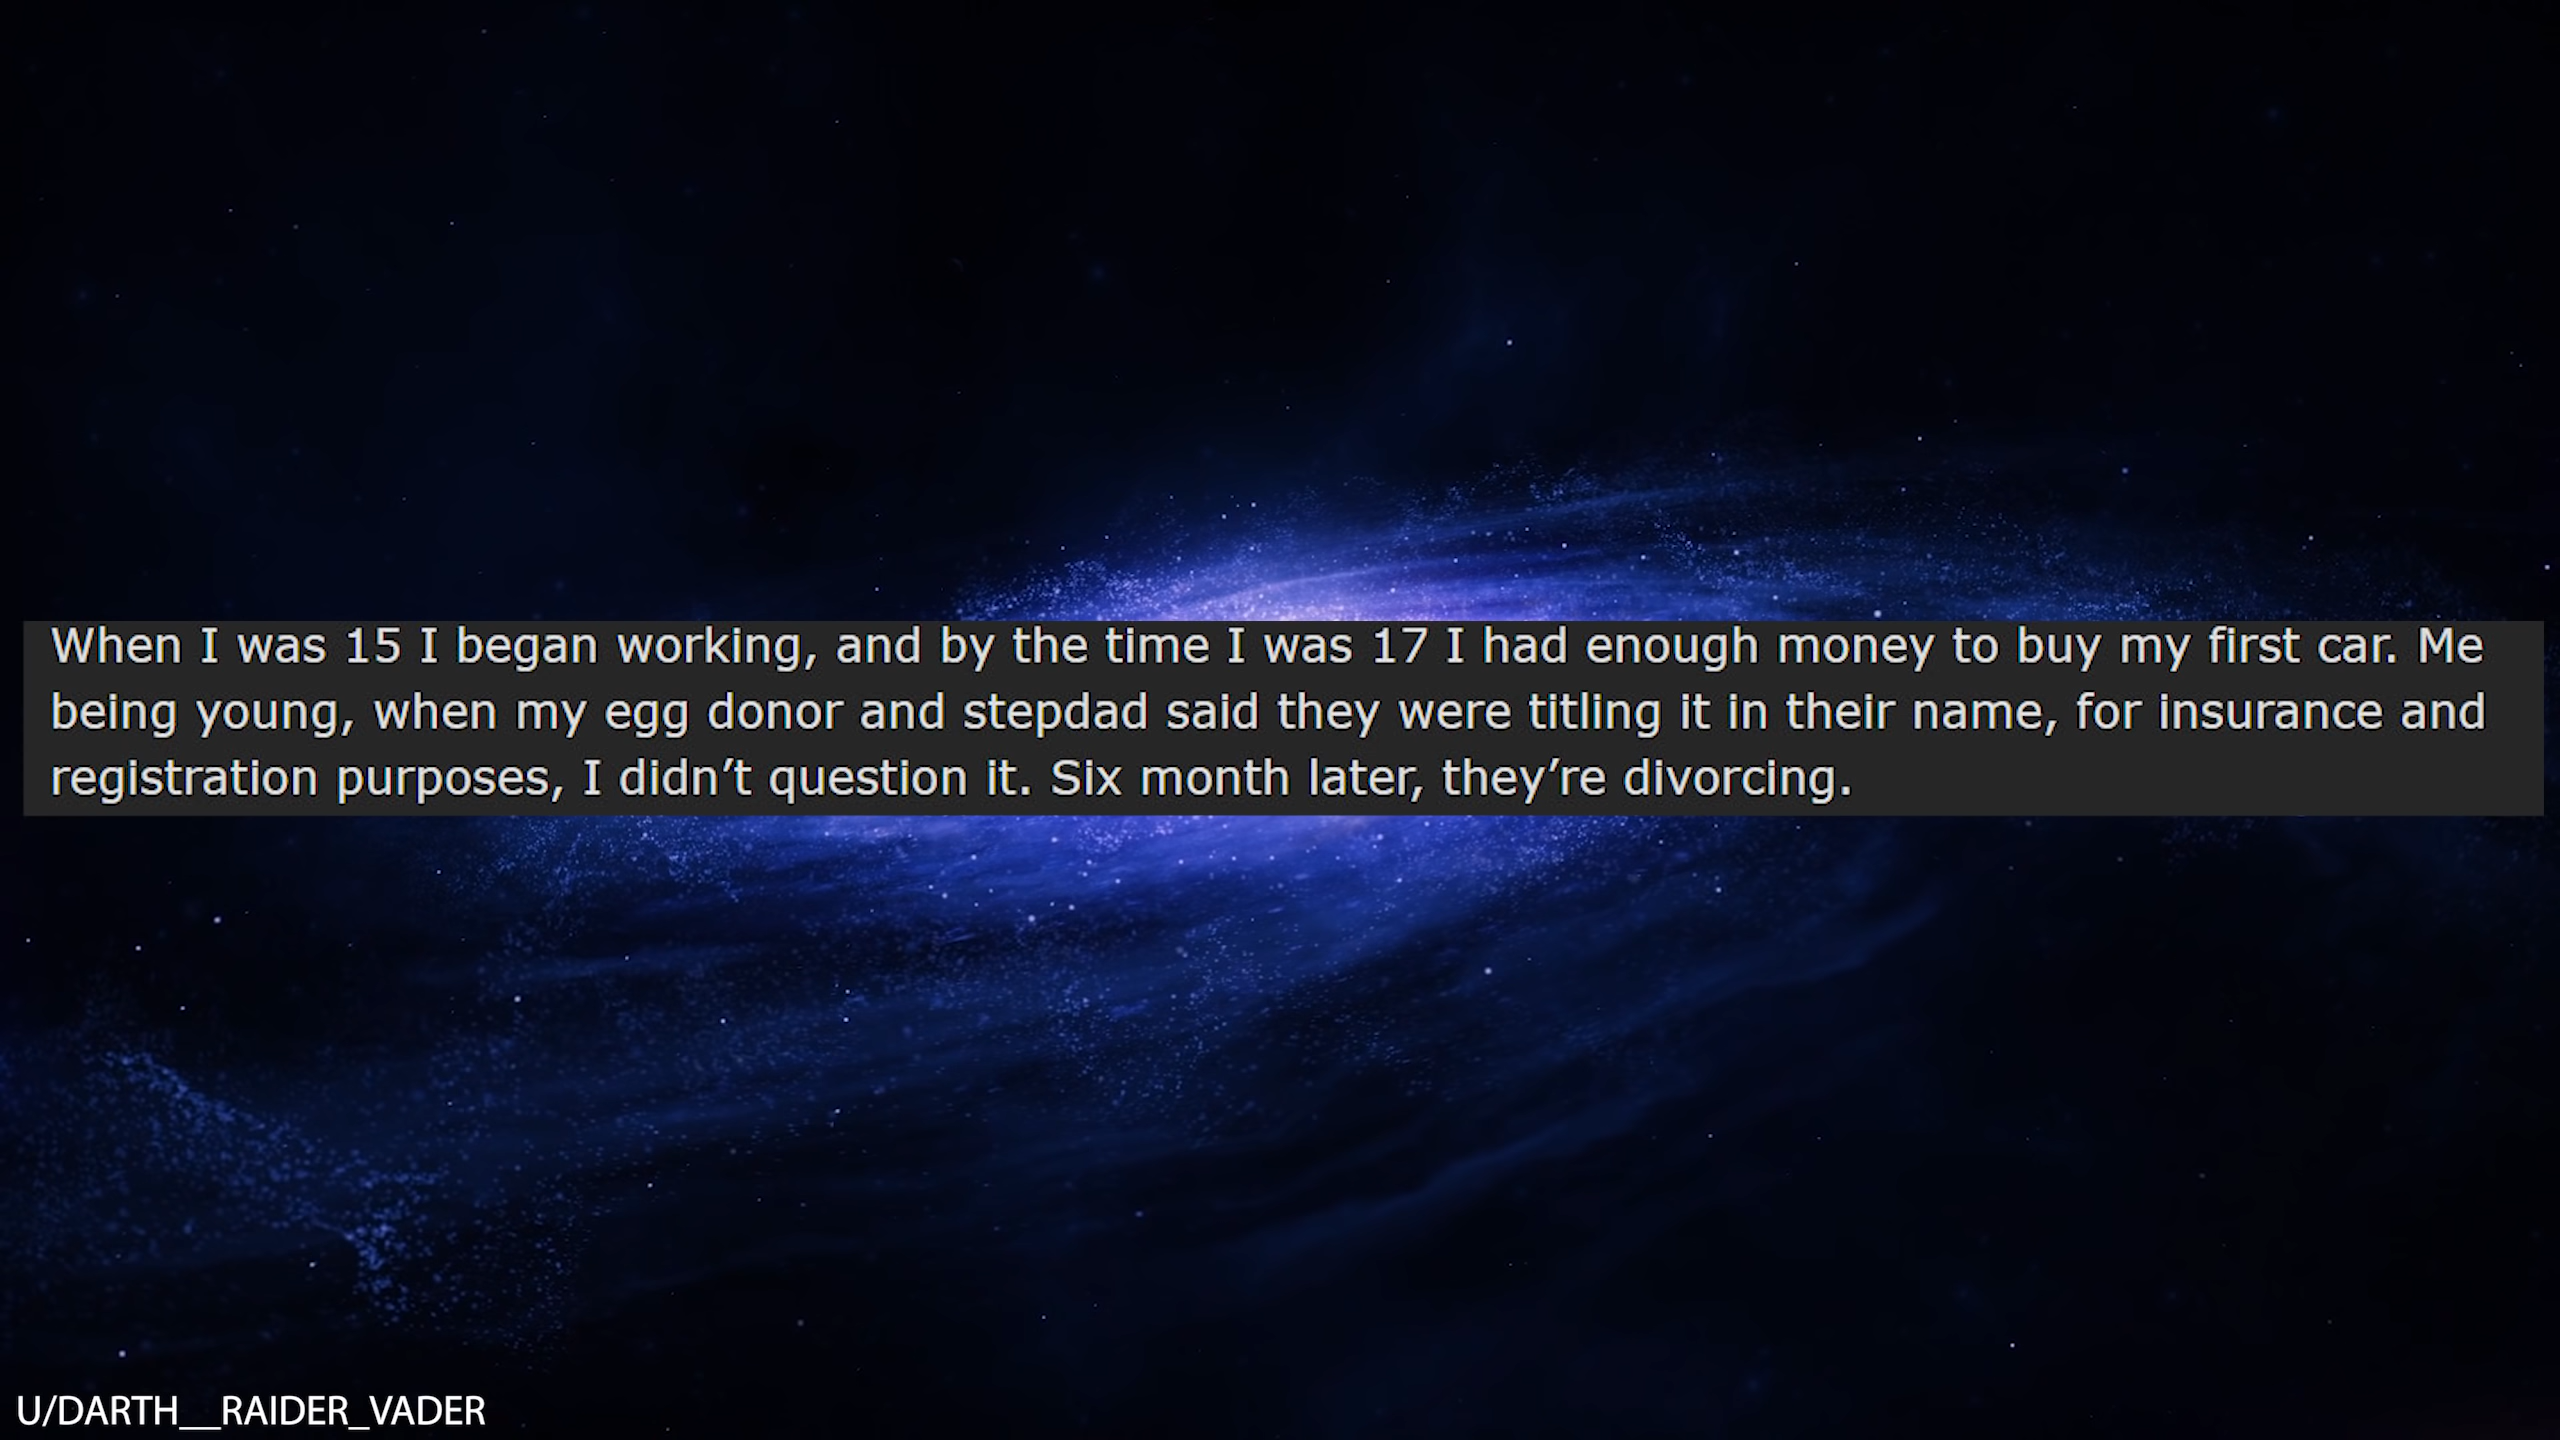 When I was 15 I began working, and by the time I was 17 I had enough money to buy my first car. Me
being young, when my egg donor and stepdad said they were titling it in their name, for insurance and
registration purposes, I didn’t question it. Six month later, they’re divorcing.
U/DARTH__RAIDER_VADER